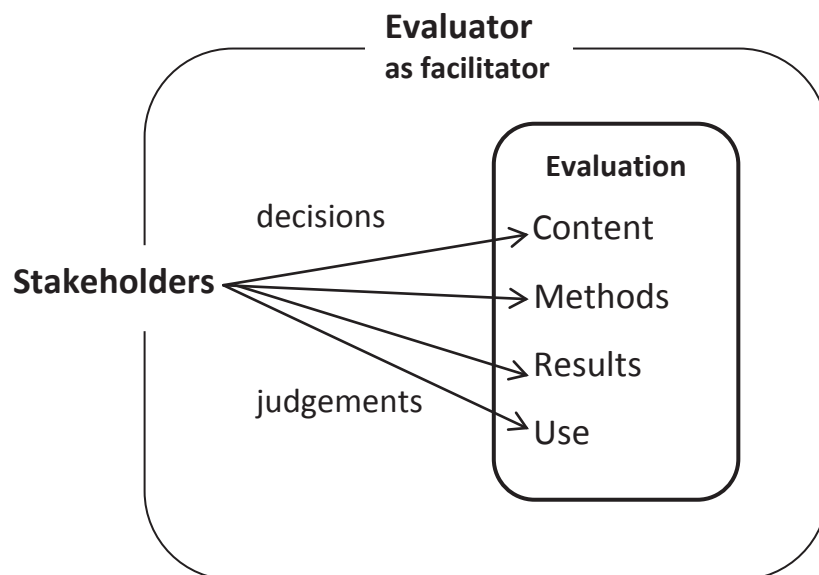 Evaluator
as facilitator
Evaluation
decisions
Content
Stakeholders
Methods
Results
judgements
Use